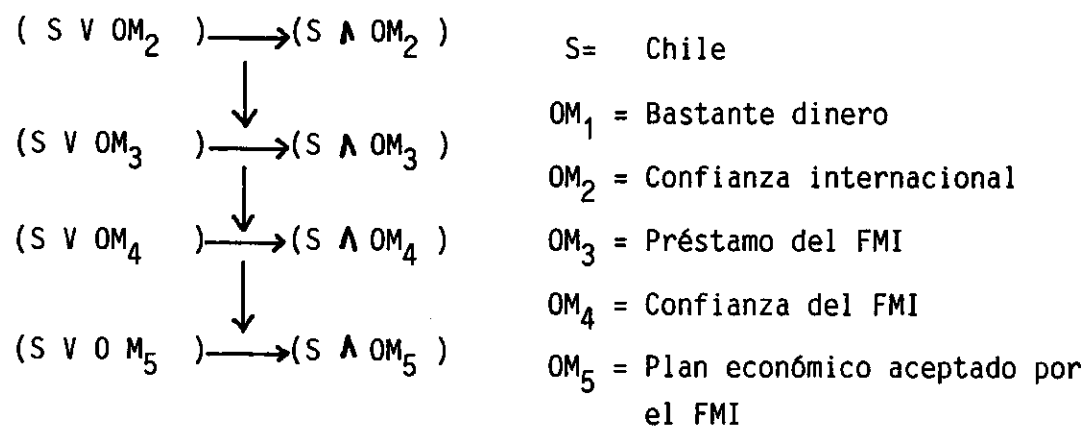 ( S V OM₂ )⟶(S Λ OM₂ )
(S V OM₃ )⟶(S Λ OM₃ )
(S V OM₄ )⟶(S Λ OM₄ )
(S V O M₅ )⟶(S Λ OM₅ )
S= Chile
OM₁ = Bastante dinero
OM₂ = Confianza internacional
OM₃ = Préstamo del FMI
OM₄ = Confianza del FMI
OM₅ = Plan económico aceptado por
el FMI